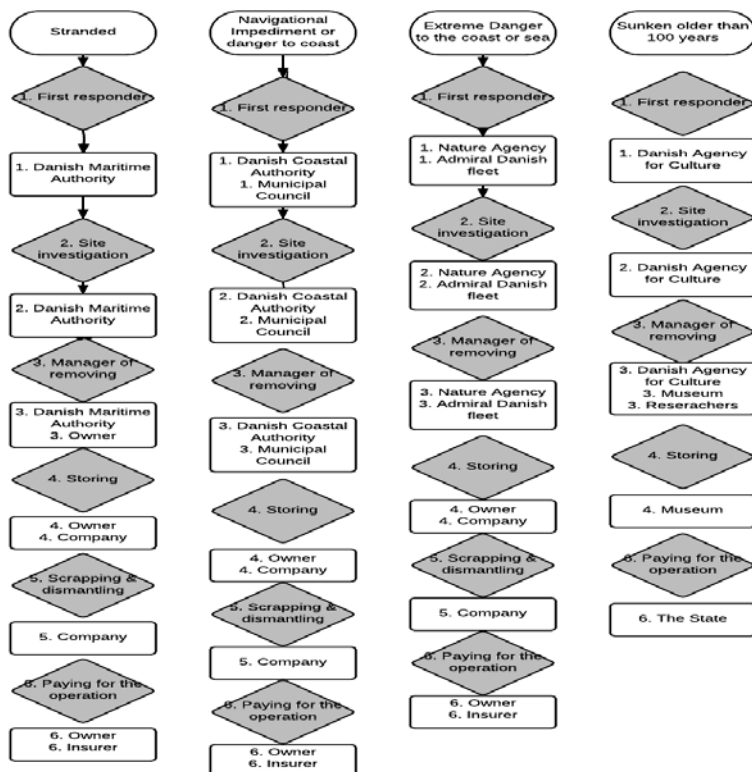 Stranded
1. First responder
1. Danish Maritime
Authority
2. Site
investigation
2. Danish Maritime
Authority
3. Manager of
removing
3. Danish Maritime
Authority
3. Owner
4. Storing
4. Owner
4. Company
5. Scrapping &
dismantling
5. Company
6. Paying for the
operation
6. Owner
6. Insurer
Navigational
Impediment or
danger to coast
1. First responder
1. Danish Coastal
Authority
1. Municipal
Council
2. Site
investigation
2. Danish Coastal
Authority
2. Municipal
Council
3. Manager of
removing
3. Danish Coastal
Authority
3. Municipal
Council
4. Storing
4. Owner
4. Company
5. Scrapping &
dismantling
5. Company
6. Paying for the
operation
6. Owner
6. Insurer
Extreme Danger
to the coast or sea
1. First responder
1. Nature Agency
1. Admiral Danish
fleet
2. Site
investigation
2. Nature Agency
2. Admiral Danish
fleet
3. Manager of
removing
3. Nature Agency
3. Admiral Danish
fleet
4. Storing
4. Owner
4. Company
5. Scrapping &
dismantling
5. Company
6. Paying for the
operation
6. Owner
6. Insurer
Sunken older than
100 years
1. First responder
1. Danish Agency
for Culture
2. Site
investigation
2. Danish Agency
for Culture
3. Manager of
removing
3. Danish Agency
for Culture
3. Museum
3. Reserachers
4. Storing
4. Museum
6. Paying for the
operation
6. The State